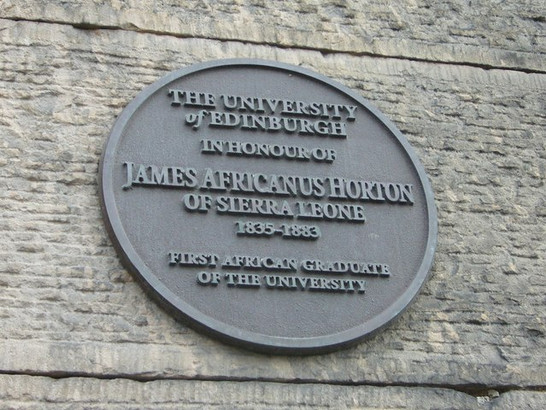 THE UNIVERSITY
of EDINBURGH
IN HONOUR OF
JAMES AFRICANUS HORTON
OF SIERRA LEONE
1835-1883
FIRST AFRICAN GRADUATE
OF THE UNIVERSITY